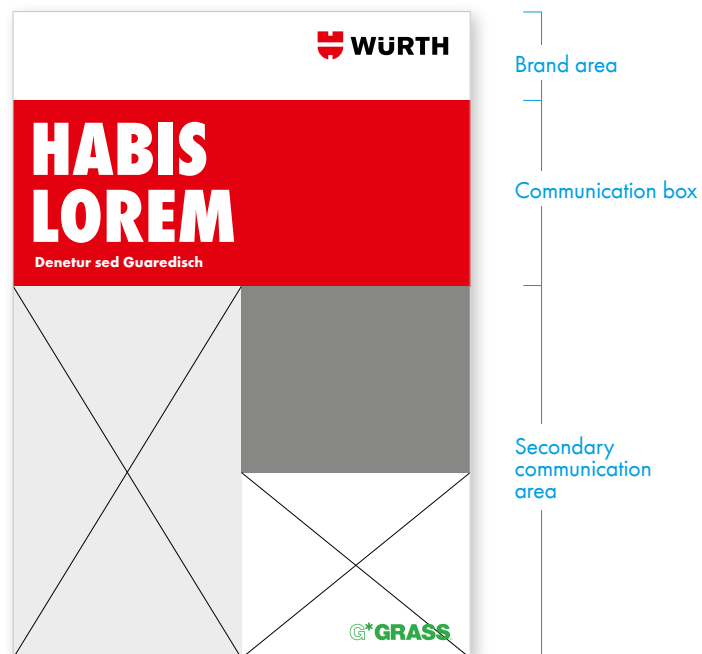 WÜRTH
Brand area
HABIS
LOREM
Denetur sed Guaredisch
Communication box
Secondary
communication
area
G*GRASS